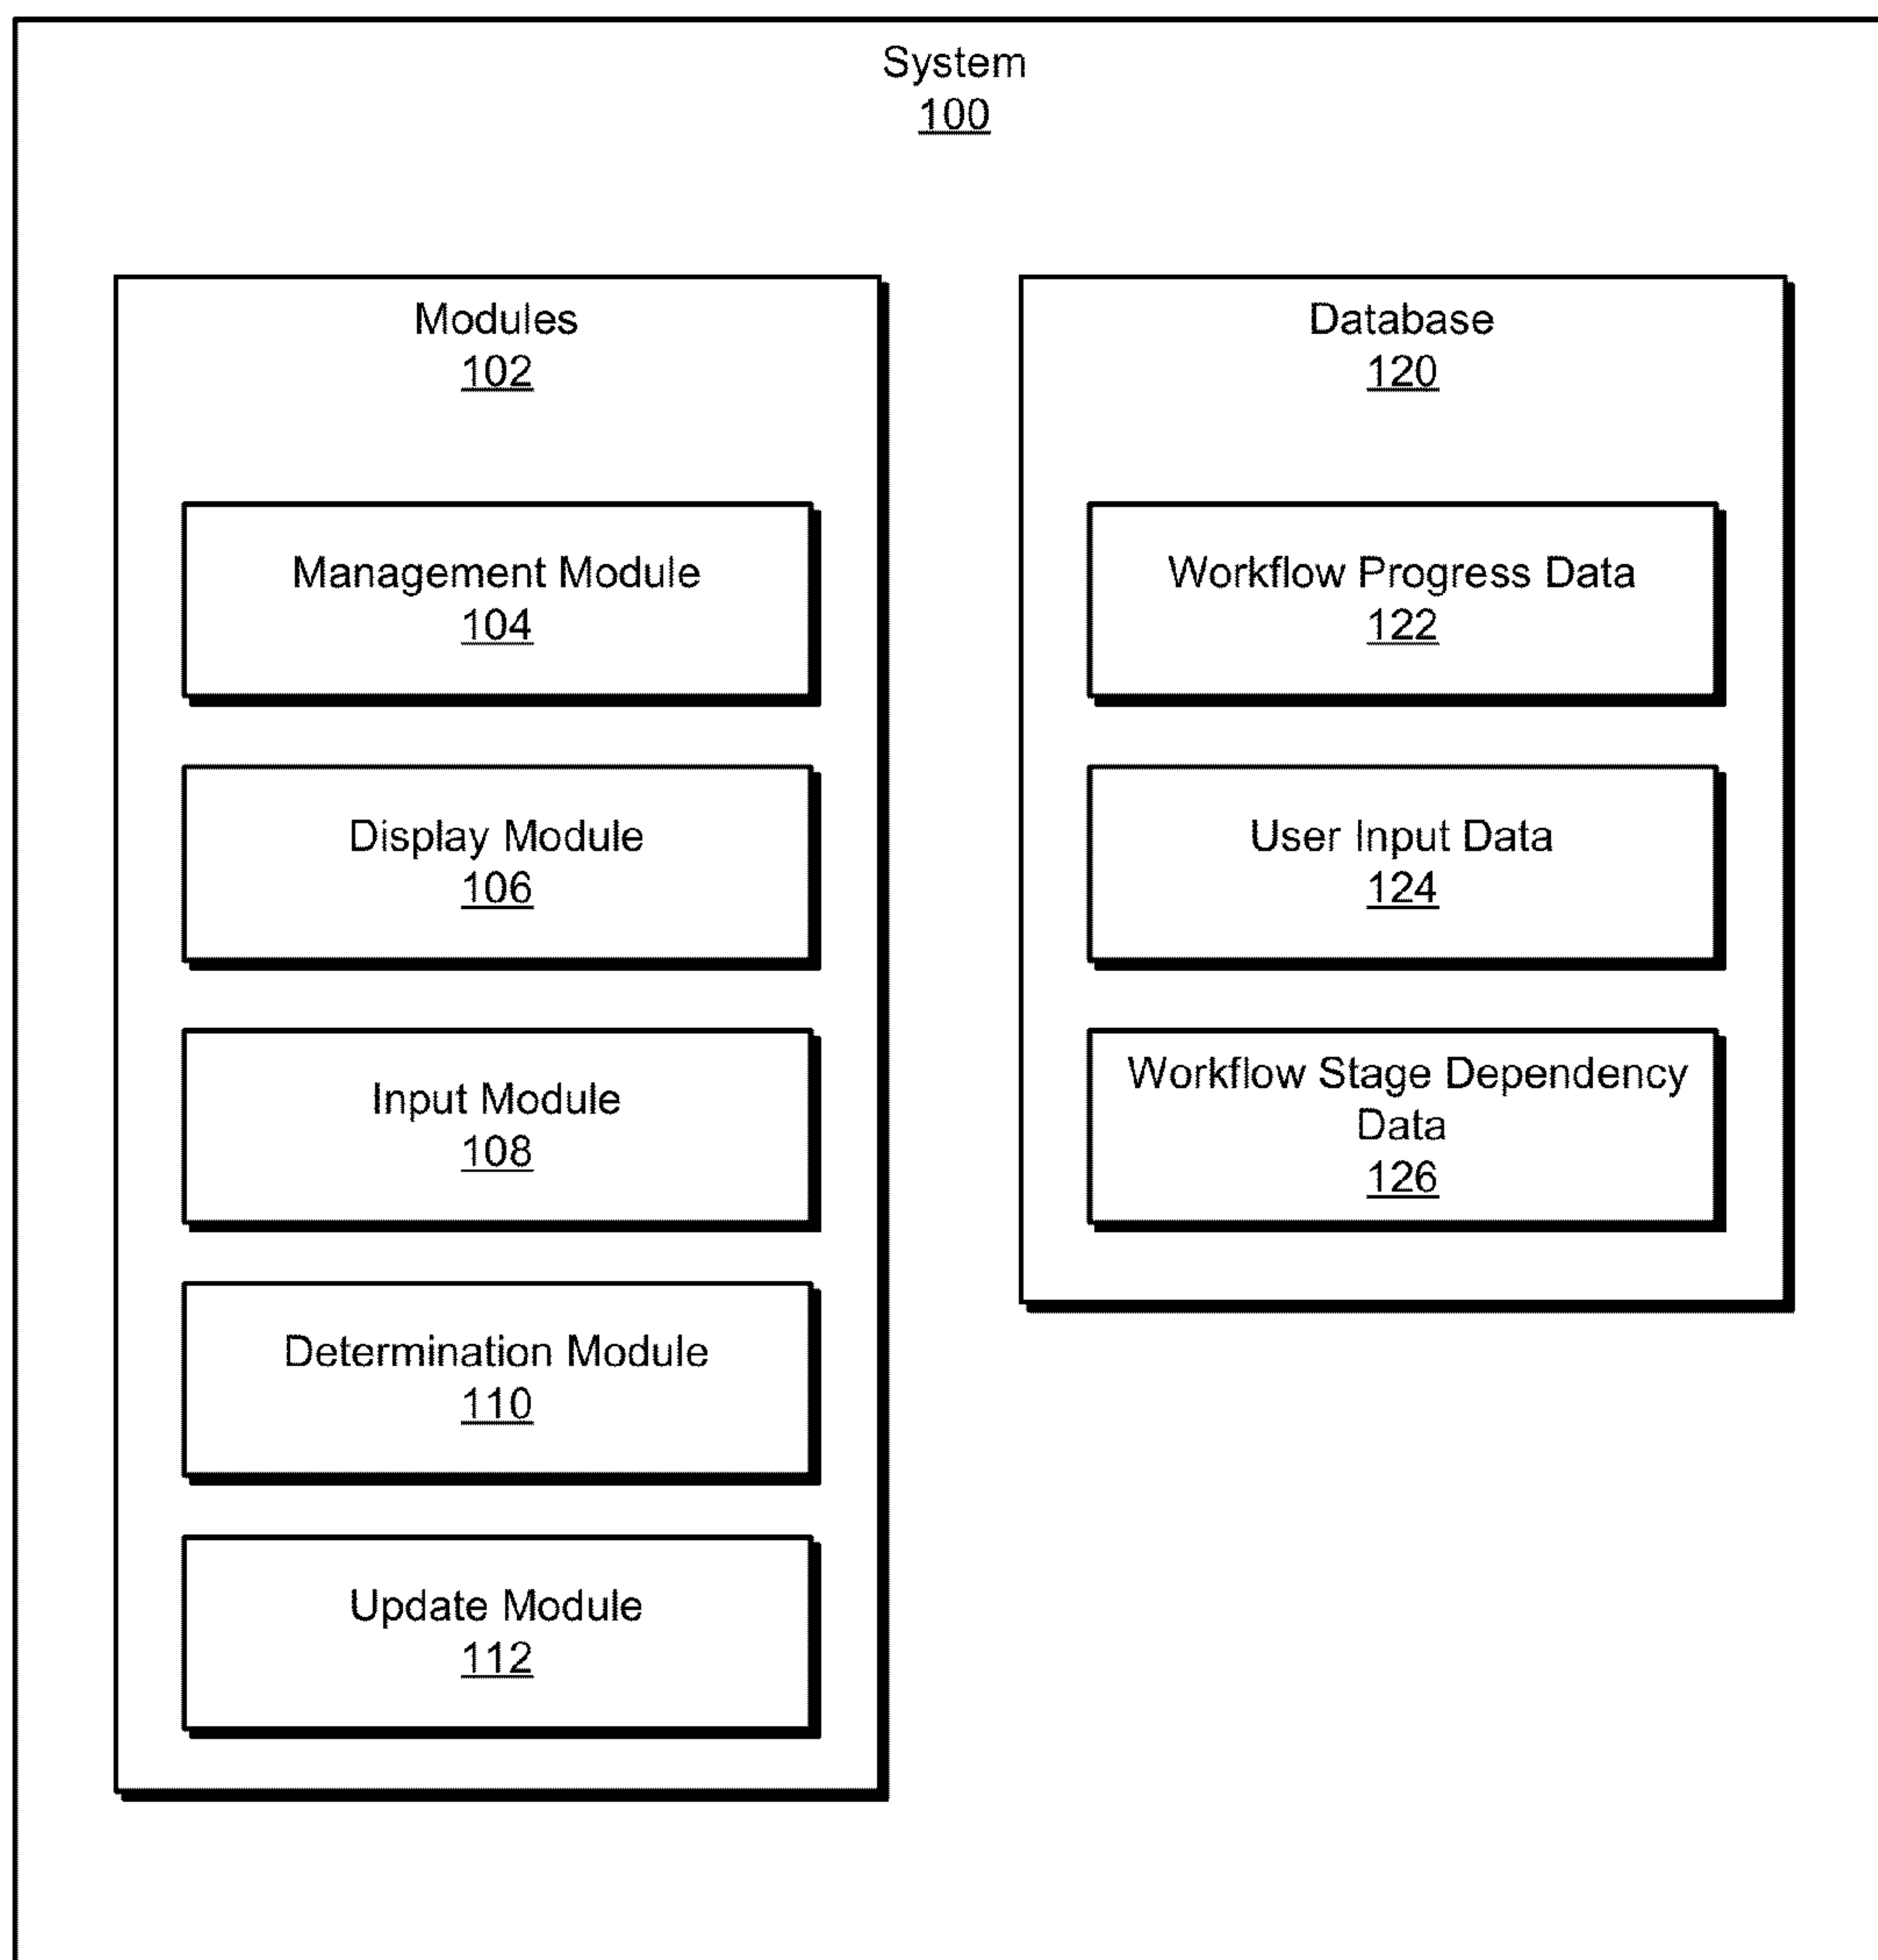 System
100
Modules
102
Management Module
104
Display Module
106
Input Module
108
Determination Module
110
Update Module
112
Database
120
Workflow Progress Data
122
User Input Data
124
Workflow Stage Dependency
Data
126